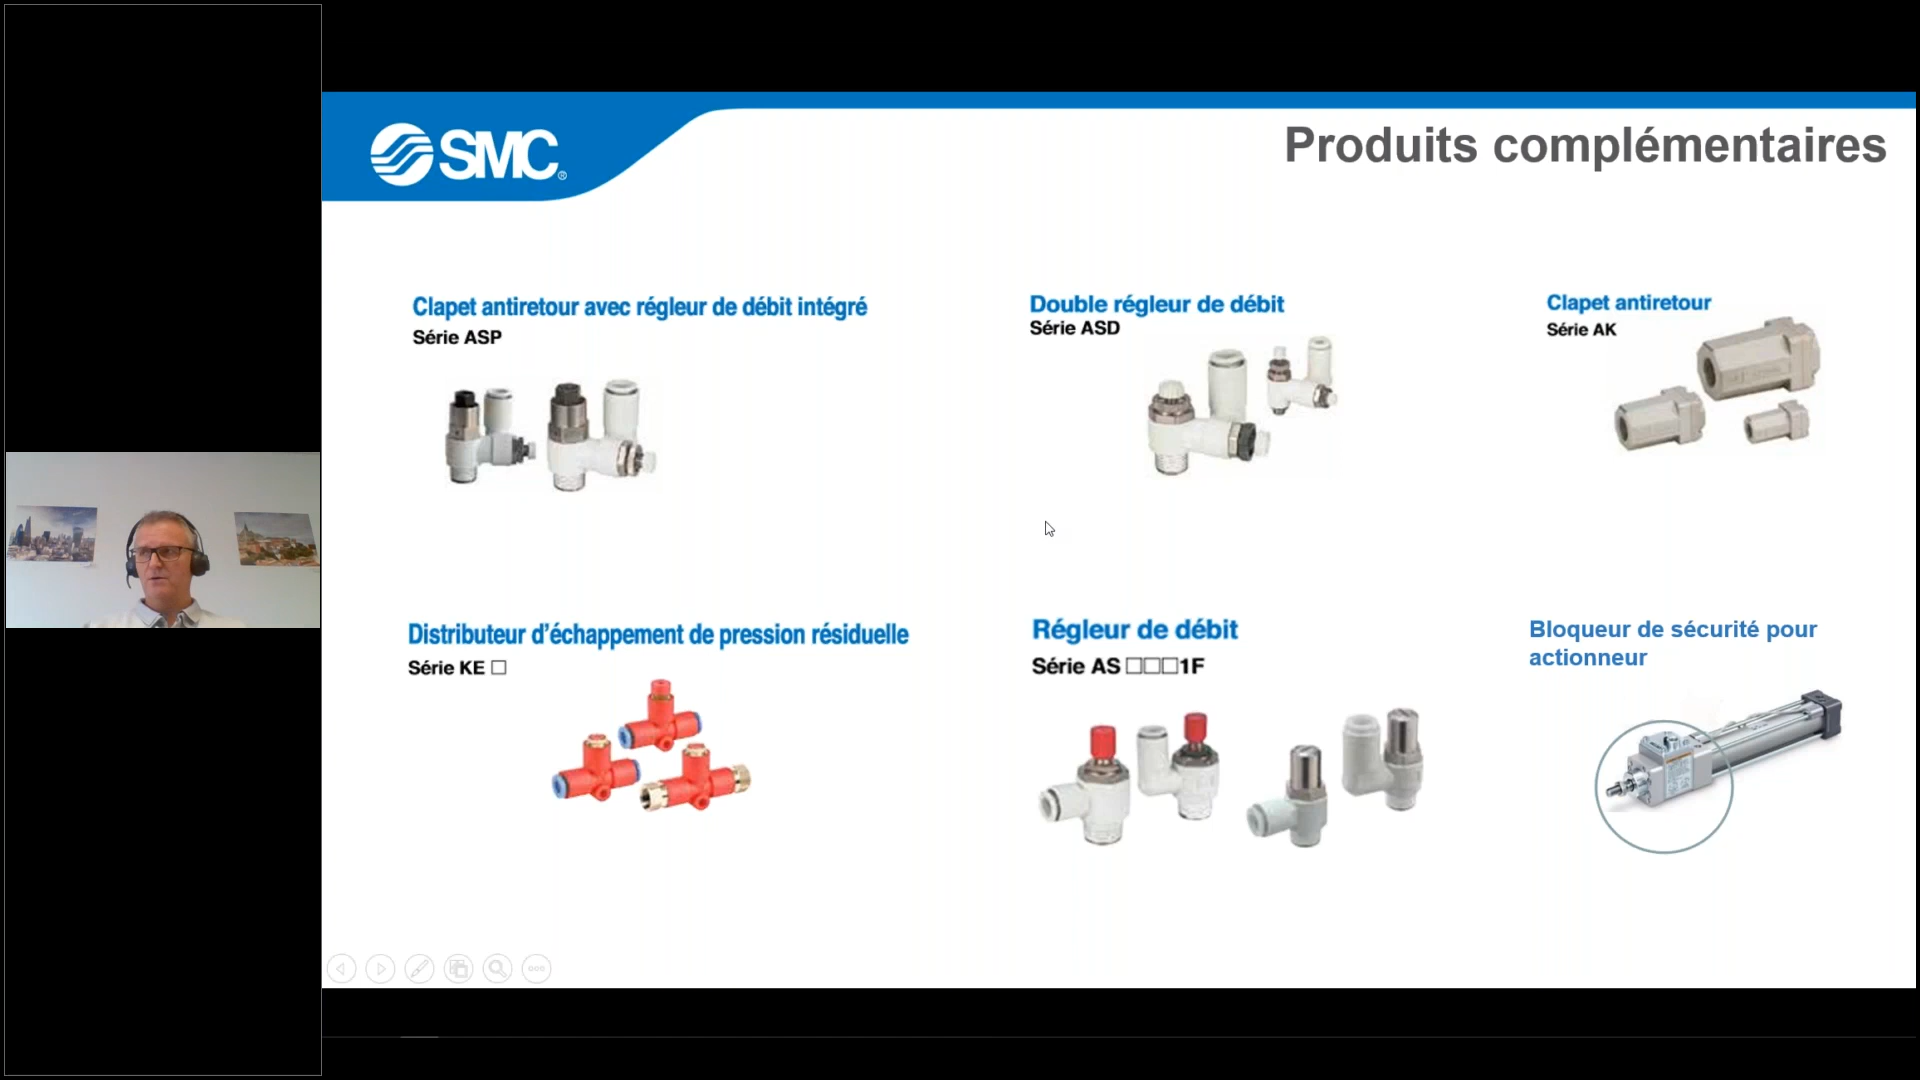 SMC®
Produits complémentaires
Clapet antiretour avec régleur de débit intégré
Série ASP
Double régleur de débit
Série ASD
Clapet antiretour
Série AK
Distributeur d'échappement de pression résiduelle
Série KE □
Régleur de débit
Série AS □□□1F
Bloqueur de sécurité pour
actionneur